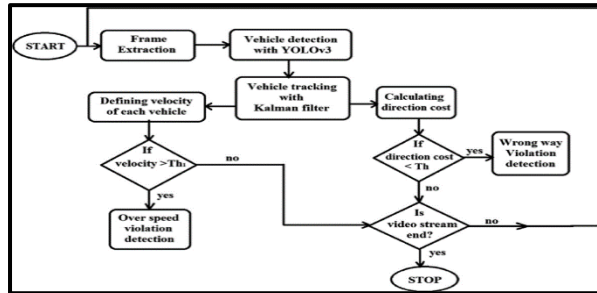 START
Frame
Extraction
Vehicle detection
with YOLOv3
Vehicle tracking
with
Kalman filter
Defining velocity
of each vehicle
Calculating
direction cost
If
velocity >Th₁
no
yes
Over speed
violation
detection
If
direction cost
< Th
yes
Wrong way
Violation
detection
no
Is
video stream
end?
no
yes
STOP